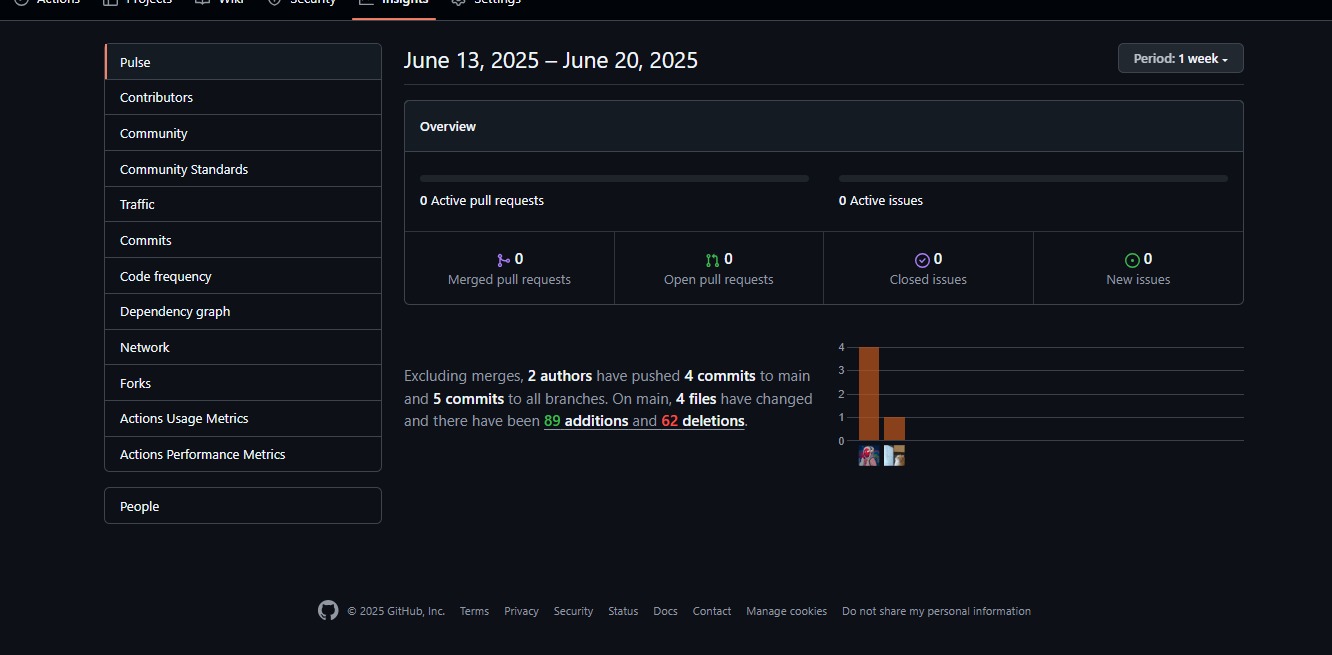 Actions Projects Wiki Security Insights Settings
Pulse
Contributors
Community
Community Standards
Traffic
Commits
Code frequency
Dependency graph
Network
Forks
Actions Usage Metrics
Actions Performance Metrics
People
June 13, 2025 – June 20, 2025
Period: 1 week
Overview
0 Active pull requests
0 Active issues
0
Merged pull requests
0
Open pull requests
0
Closed issues
0
New issues
Excluding merges, 2 authors have pushed 4 commits to main
and 5 commits to all branches. On main, 4 files have changed
and there have been 89 additions and 62 deletions.
4
3
2
1
0
© 2025 GitHub, Inc. Terms Privacy Security Status Docs Contact Manage cookies Do not share my personal information